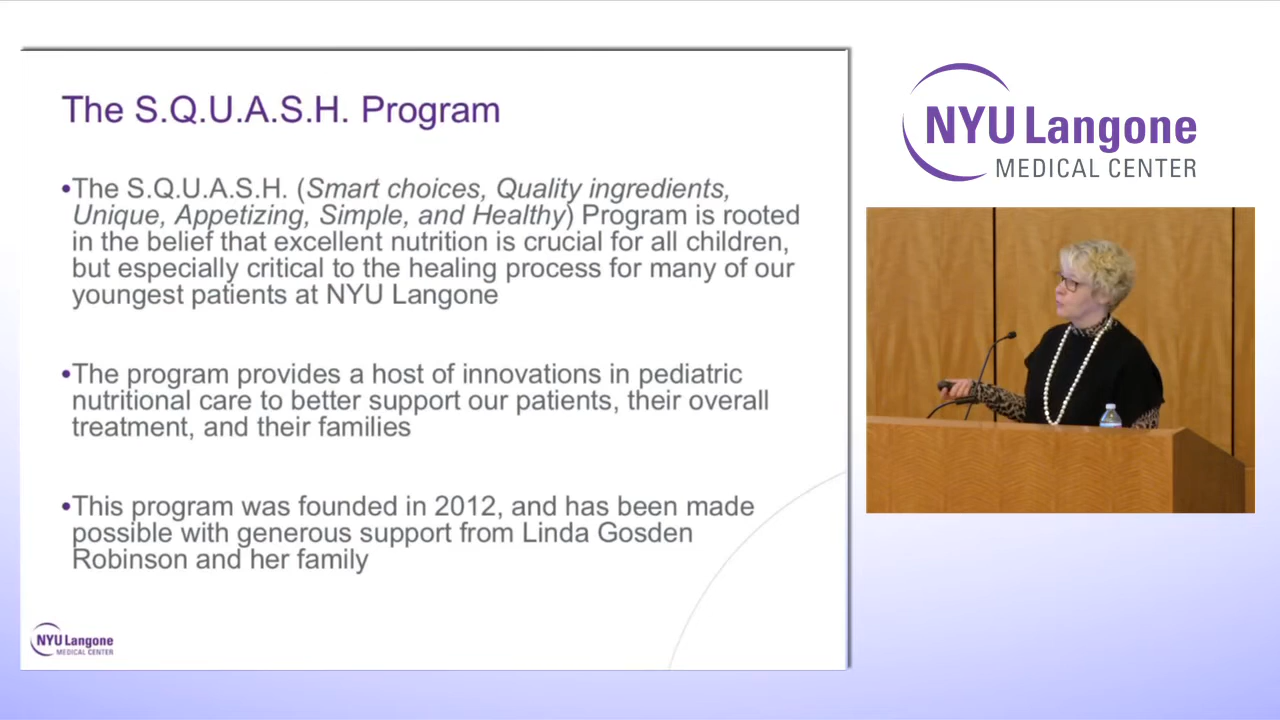 The S.Q.U.A.S.H. Program
•The S.Q.U.A.S.H. (Smart choices, Quality ingredients,
Unique, Appetizing, Simple, and Healthy) Program is rooted
in the belief that excellent nutrition is crucial for all children,
but especially critical to the healing process for many of our
youngest patients at NYU Langone
•The program provides a host of innovations in pediatric
nutritional care to better support our patients, their overall
treatment, and their families
•This program was founded in 2012, and has been made
possible with generous support from Linda Gosden
Robinson and her family
NYU Langone
MEDICAL CENTER
NYU Langone
MEDICAL CENTER